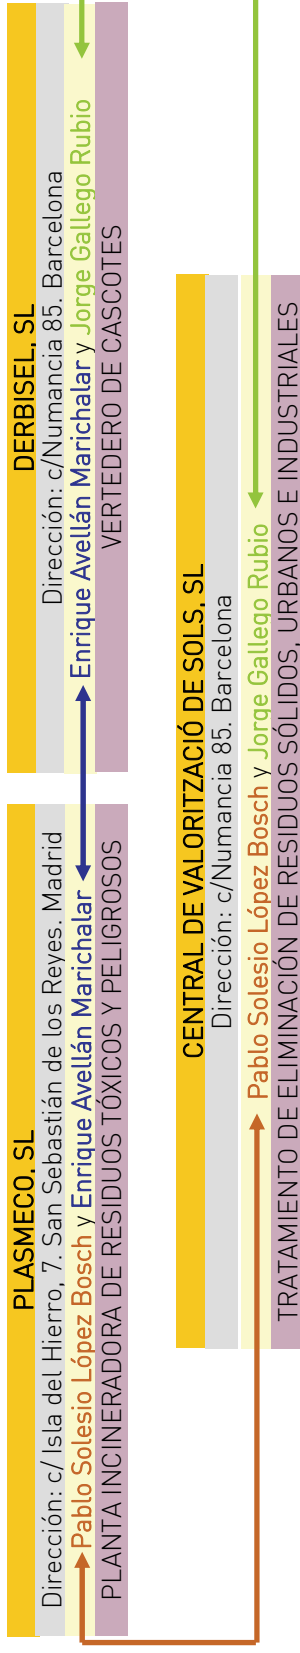 PLASMECO, SL
Dirección: c/ Isla del Hierro, 7. San Sebastián de los Reyes. Madrid
Pablo Solesio López Bosch y Enrique Avellán Marichalar
PLANTA INCINERADORA DE RESIDUOS TÓXICOS Y PELIGROSOS
DERBISEL, SL
Dirección: c/Numancia 85. Barcelona
Enrique Avellán Marichalar y Jorge Gallego Rubio
VERTEDERO DE CASCOTES
CENTRAL DE VALORITZACIÓ DE SOLS, SL
Dirección: c/Numancia 85. Barcelona
Pablo Solesio López Bosch y Jorge Gallego Rubio
TRATAMIENTO DE ELIMINACIÓN DE RESIDUOS SÓLIDOS, URBANOS E INDUSTRIALES